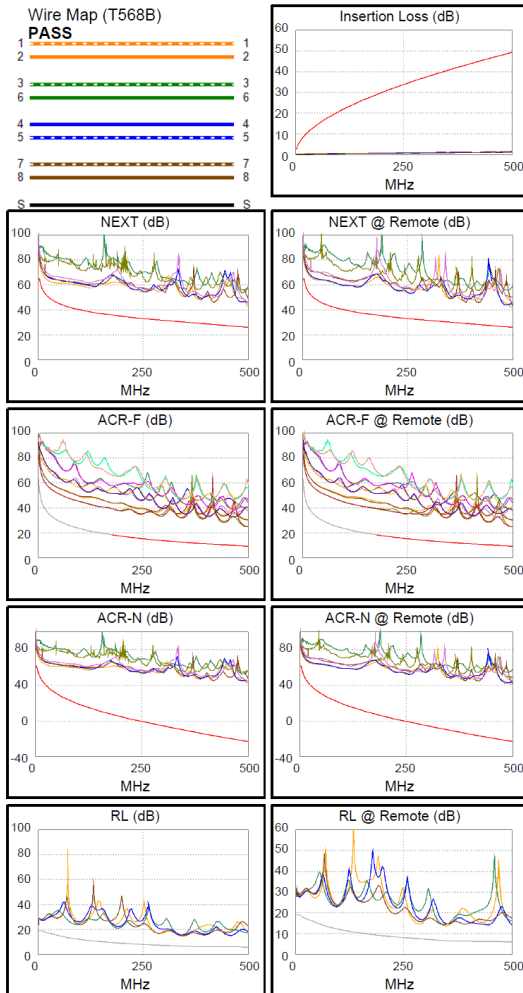 Wire Map (T568B)
PASS
1 1
2 2
3 3
6 6
4 4
5 5
7 7
8 8
S S
Insertion Loss (dB)
60
50
40
30
20
10
0
0 250 500
MHz
NEXT (dB)
100
80
60
40
20
0
0 250 500
MHz
NEXT @ Remote (dB)
100
80
60
40
20
0
0 250 500
MHz
ACR-F (dB)
100
80
60
40
20
0
0 250 500
MHz
ACR-F @ Remote (dB)
100
80
60
40
20
0
0 250 500
MHz
ACR-N (dB)
80
40
0
-40
0 250 500
MHz
ACR-N @ Remote (dB)
80
40
0
-40
0 250 500
MHz
RL (dB)
100
80
60
40
20
0
0 250 500
MHz
RL @ Remote (dB)
60
50
40
30
20
10
0
0 250 500
MHz